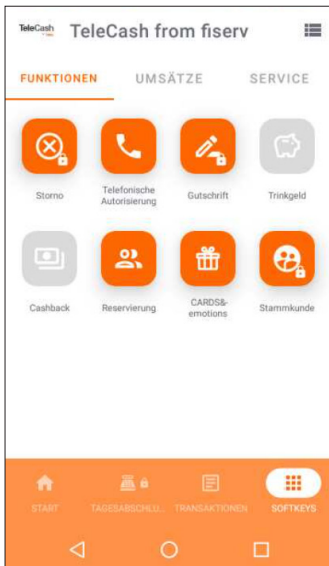 TeleCash
TeleCash from fiserv
FUNKTIONEN UMSÄTZE SERVICE
Storno
Telefonische
Autorisierung
Gutschrift
Trinkgeld
Cashback
Reservierung
CARDS&-
emotions
Stammkunde
START TAGESABSCHLU... TRANSAKTIONEN SOFTKEYS